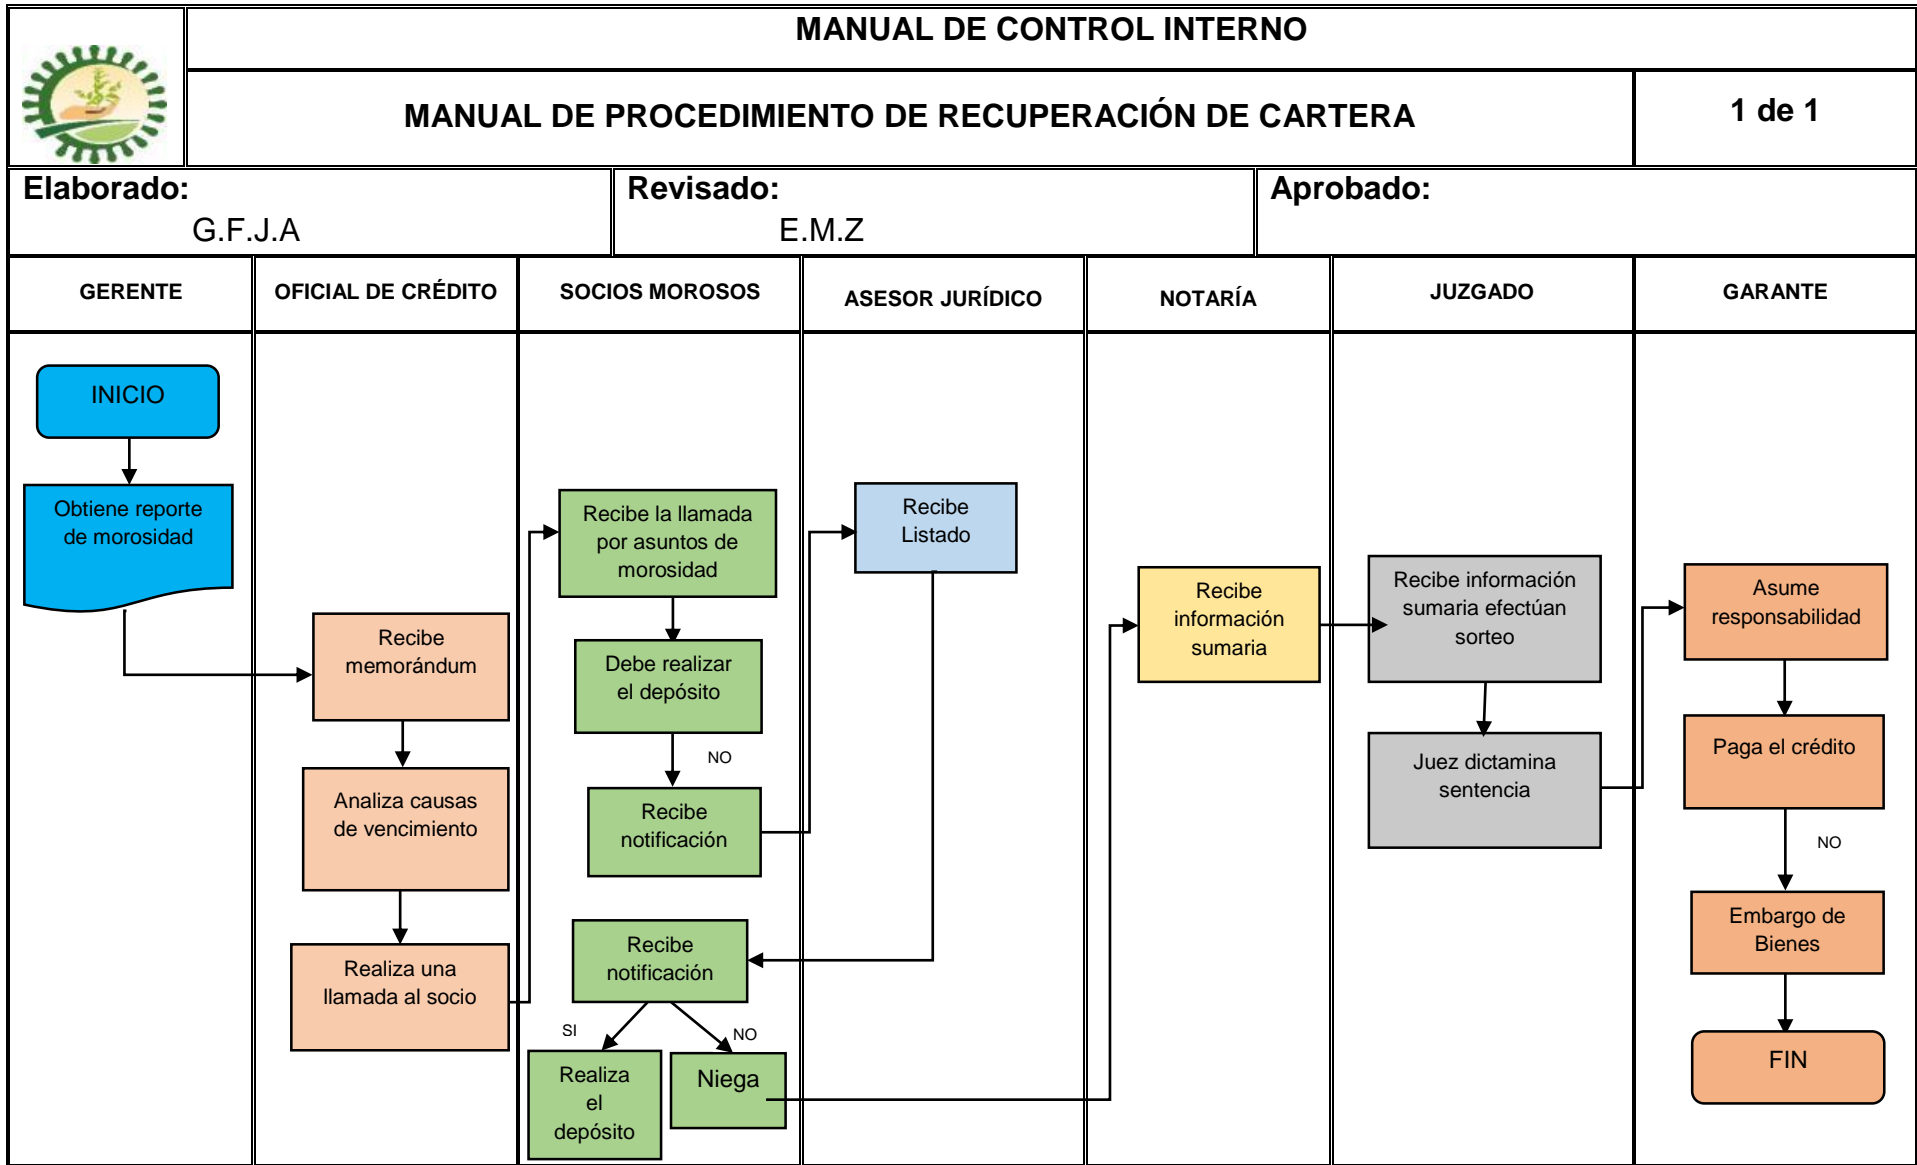 MANUAL DE CONTROL INTERNO
MANUAL DE PROCEDIMIENTO DE RECUPERACIÓN DE CARTERA
1 de 1
Elaborado:
G.F.J.A
Revisado:
E.M.Z
Aprobado:
GERENTE
OFICIAL DE CRÉDITO
SOCIOS MOROSOS
ASESOR JURÍDICO
NOTARÍA
JUZGADO
GARANTE
INICIO
Obtiene reporte
de morosidad
Recibe
memorándum
Analiza causas
de vencimiento
Realiza una
llamada al socio
Recibe la llamada
por asuntos de
morosidad
Debe realizar
el depósito
NO
Recibe
notificación
Recibe
notificación
SI
NO
Realiza
el
depósito
Niega
Recibe
Listado
Recibe
información
sumaria
Recibe información
sumaria efectúan
sorteo
Juez dictamina
sentencia
Asume
responsabilidad
Paga el crédito
NO
Embargo de
Bienes
FIN